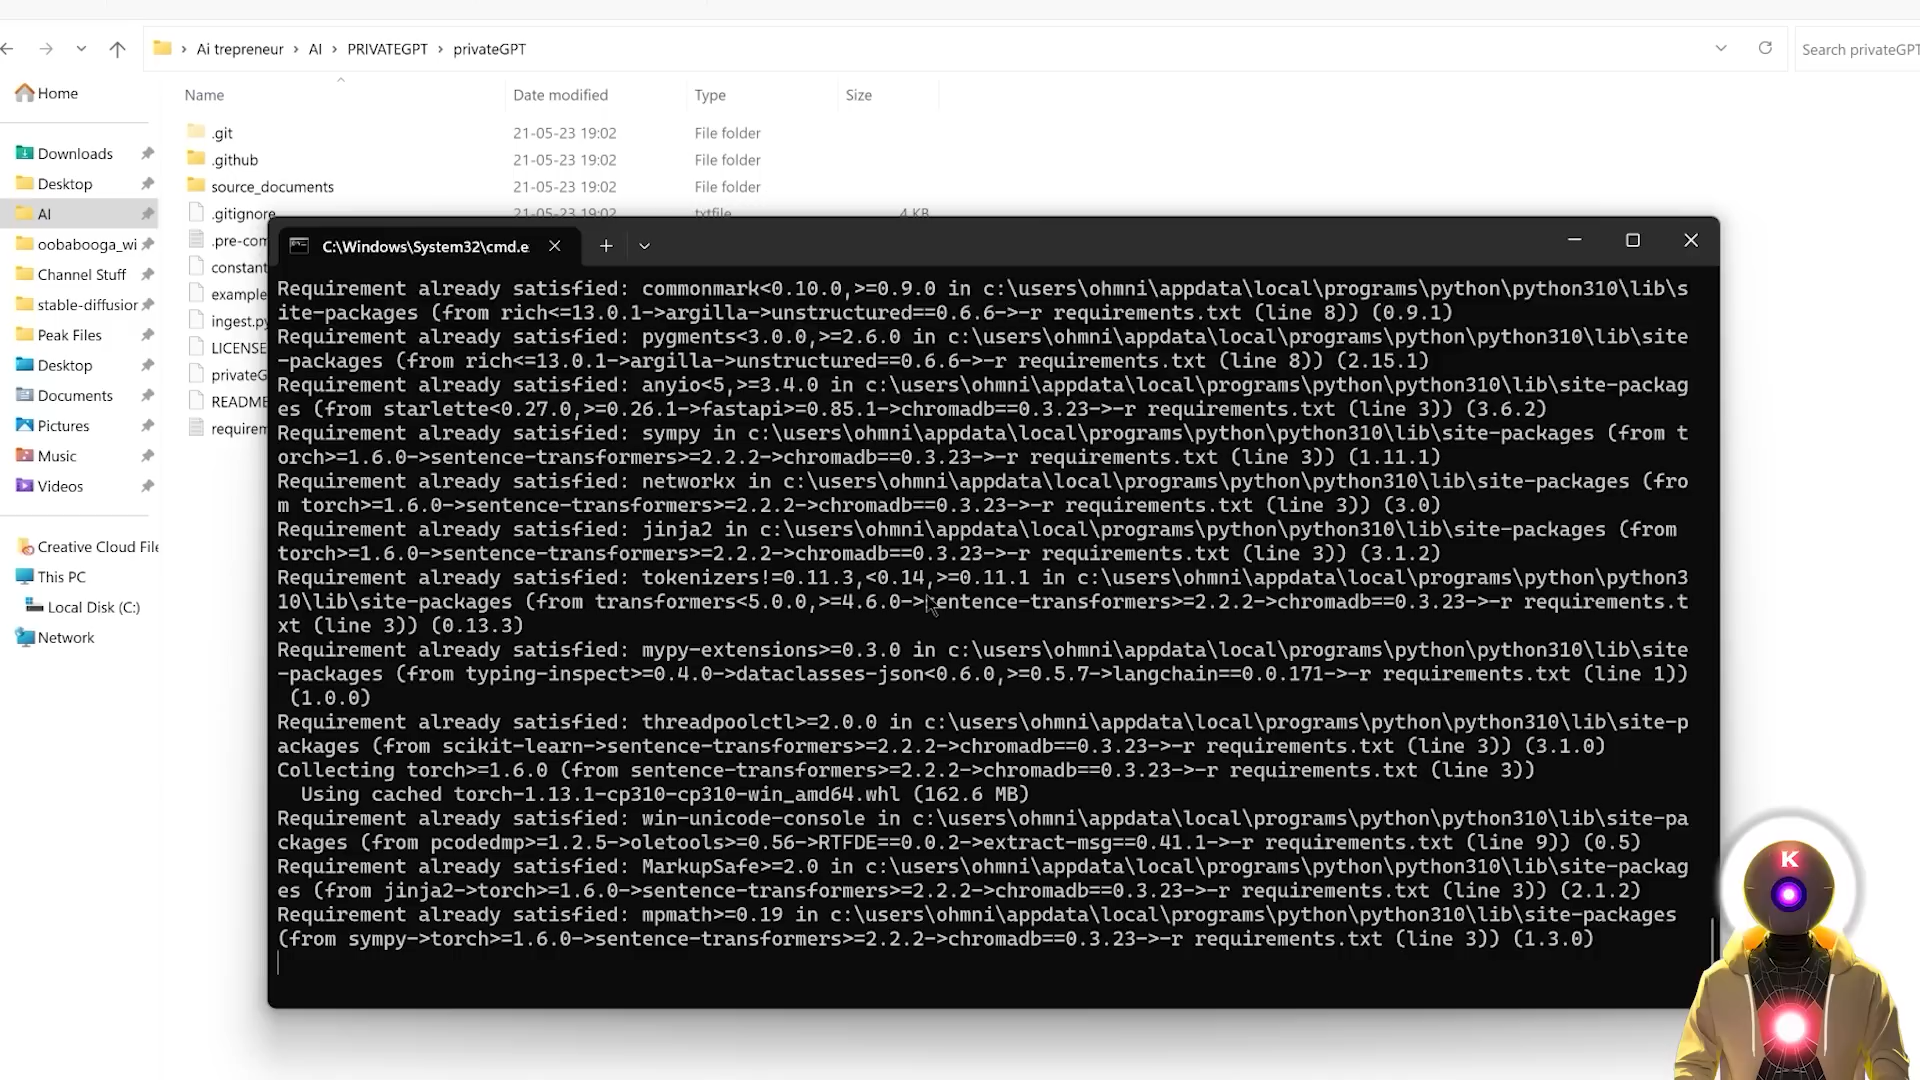 Ai trepreneur > AI > PRIVATEGPT > privateGPT
Search privateGPT
Home
Downloads
Desktop
AI
oobabooga_wi
Channel Stuff
stable-diffusior
Peak Files
Desktop
Documents
Pictures
Music
Videos
Creative Cloud File
This PC
Local Disk (C:)
Network
Name Date modified Type Size
.git 21-05-23 19:02 File folder
.github 21-05-23 19:02 File folder
source_documents 21-05-23 19:02 File folder
.gitignore 21-05-23 19:02 txtfile 4 KB
.pre-com
constant
example
ingest.py
LICENSE
privateG
README
requirem
C:\Windows\System32\cmd.e
Requirement already satisfied: commonmark<0.10.0,>=0.9.0 in c:\users\ohmni\appdata\local\programs\python\python310\lib\s
ite-packages (from rich<=13.0.1->argilla->unstructured==0.6.6->-r requirements.txt (line 8)) (0.9.1)
Requirement already satisfied: pygments<3.0.0,>=2.6.0 in c:\users\ohmni\appdata\local\programs\python\python310\lib\site
-packages (from rich<=13.0.1->argilla->unstructured==0.6.6->-r requirements.txt (line 8)) (2.15.1)
Requirement already satisfied: anyio<5,>=3.4.0 in c:\users\ohmni\appdata\local\programs\python\python310\lib\site-packag
es (from starlette<0.27.0,>=0.26.1->fastapi>=0.85.1->chromadb==0.3.23->-r requirements.txt (line 3)) (3.6.2)
Requirement already satisfied: sympy in c:\users\ohmni\appdata\local\programs\python\python310\lib\site-packages (from t
orch>=1.6.0->sentence-transformers>=2.2.2->chromadb==0.3.23->-r requirements.txt (line 3)) (1.11.1)
Requirement already satisfied: networkx in c:\users\ohmni\appdata\local\programs\python\python310\lib\site-packages (fro
m torch>=1.6.0->sentence-transformers>=2.2.2->chromadb==0.3.23->-r requirements.txt (line 3)) (3.0)
Requirement already satisfied: jinja2 in c:\users\ohmni\appdata\local\programs\python\python310\lib\site-packages (from
torch>=1.6.0->sentence-transformers>=2.2.2->chromadb==0.3.23->-r requirements.txt (line 3)) (3.1.2)
Requirement already satisfied: tokenizers!=0.11.3,<0.14,>=0.11.1 in c:\users\ohmni\appdata\local\programs\python\python3
10\lib\site-packages (from transformers<5.0.0,>=4.6.0->sentence-transformers>=2.2.2->chromadb==0.3.23->-r requirements.t
xt (line 3)) (0.13.3)
Requirement already satisfied: mypy-extensions>=0.3.0 in c:\users\ohmni\appdata\local\programs\python\python310\lib\site
-packages (from typing-inspect>=0.4.0->dataclasses-json<0.6.0,>=0.5.7->langchain==0.0.171->-r requirements.txt (line 1))
(1.0.0)
Requirement already satisfied: threadpoolctl>=2.0.0 in c:\users\ohmni\appdata\local\programs\python\python310\lib\site-p
ackages (from scikit-learn->sentence-transformers>=2.2.2->chromadb==0.3.23->-r requirements.txt (line 3)) (3.1.0)
Collecting torch>=1.6.0 (from sentence-transformers>=2.2.2->chromadb==0.3.23->-r requirements.txt (line 3))
Using cached torch-1.13.1-cp310-cp310-win_amd64.whl (162.6 MB)
Requirement already satisfied: win-unicode-console in c:\users\ohmni\appdata\local\programs\python\python310\lib\site-pa
ckages (from pcodedmp>=1.2.5->oletools>=0.56->RTFDE==0.0.2->extract-msg==0.41.1->-r requirements.txt (line 9)) (0.5)
Requirement already satisfied: MarkupSafe>=2.0 in c:\users\ohmni\appdata\local\programs\python\python310\lib\site-packag
es (from jinja2->torch>=1.6.0->sentence-transformers>=2.2.2->chromadb==0.3.23->-r requirements.txt (line 3)) (2.1.2)
Requirement already satisfied: mpmath>=0.19 in c:\users\ohmni\appdata\local\programs\python\python310\lib\site-packages
(from sympy->torch>=1.6.0->sentence-transformers>=2.2.2->chromadb==0.3.23->-r requirements.txt (line 3)) (1.3.0)
K